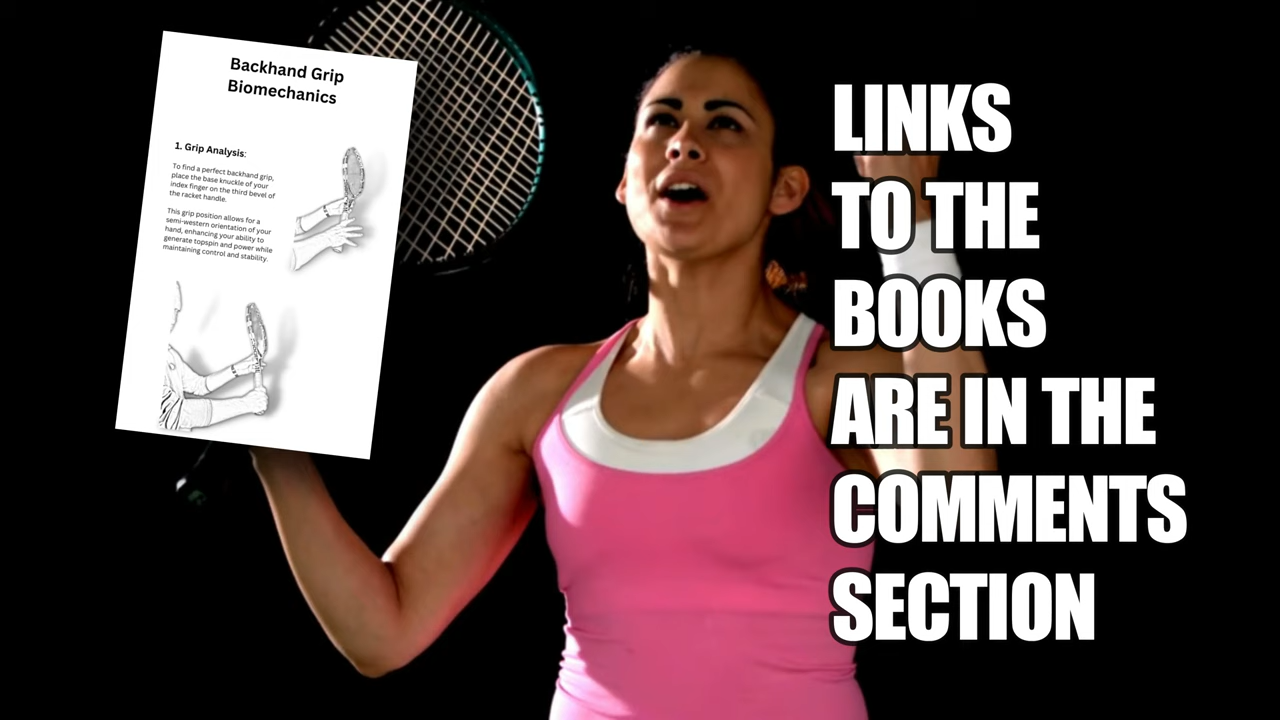 Backhand Grip
Biomechanics
1. Grip Analysis:
To find a perfect backhand grip,
place the base knuckle of your
index finger on the third bevel of
the racket handle.
This grip position allows for a
semi-western orientation of your
hand, enhancing your ability to
generate topspin and power while
maintaining control and stability.
LINKS
TO THE
BOOKS
ARE IN THE
COMMENTS
SECTION